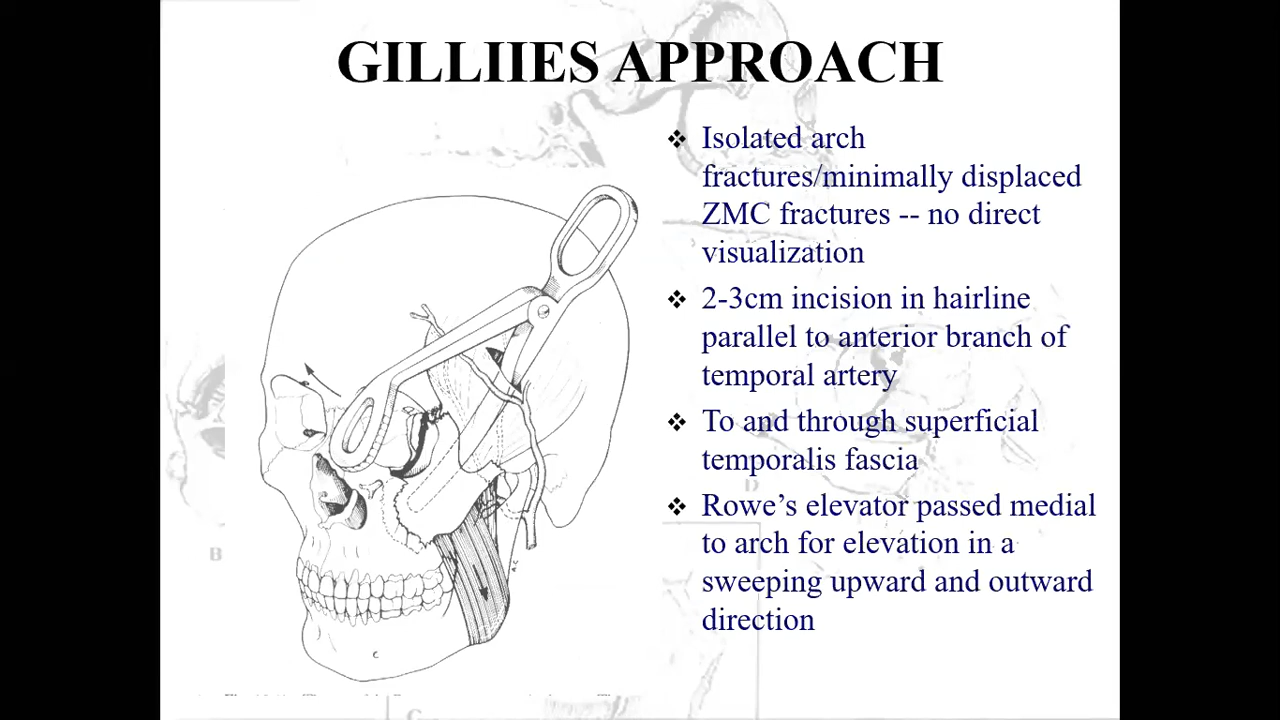 GILLIIES APPROACH
❖ Isolated arch
fractures/minimally displaced
ZMC fractures -- no direct
visualization
❖ 2-3cm incision in hairline
parallel to anterior branch of
temporal artery
❖ To and through superficial
temporalis fascia
❖ Rowe’s elevator passed medial
to arch for elevation in a
sweeping upward and outward
direction
B
D
C